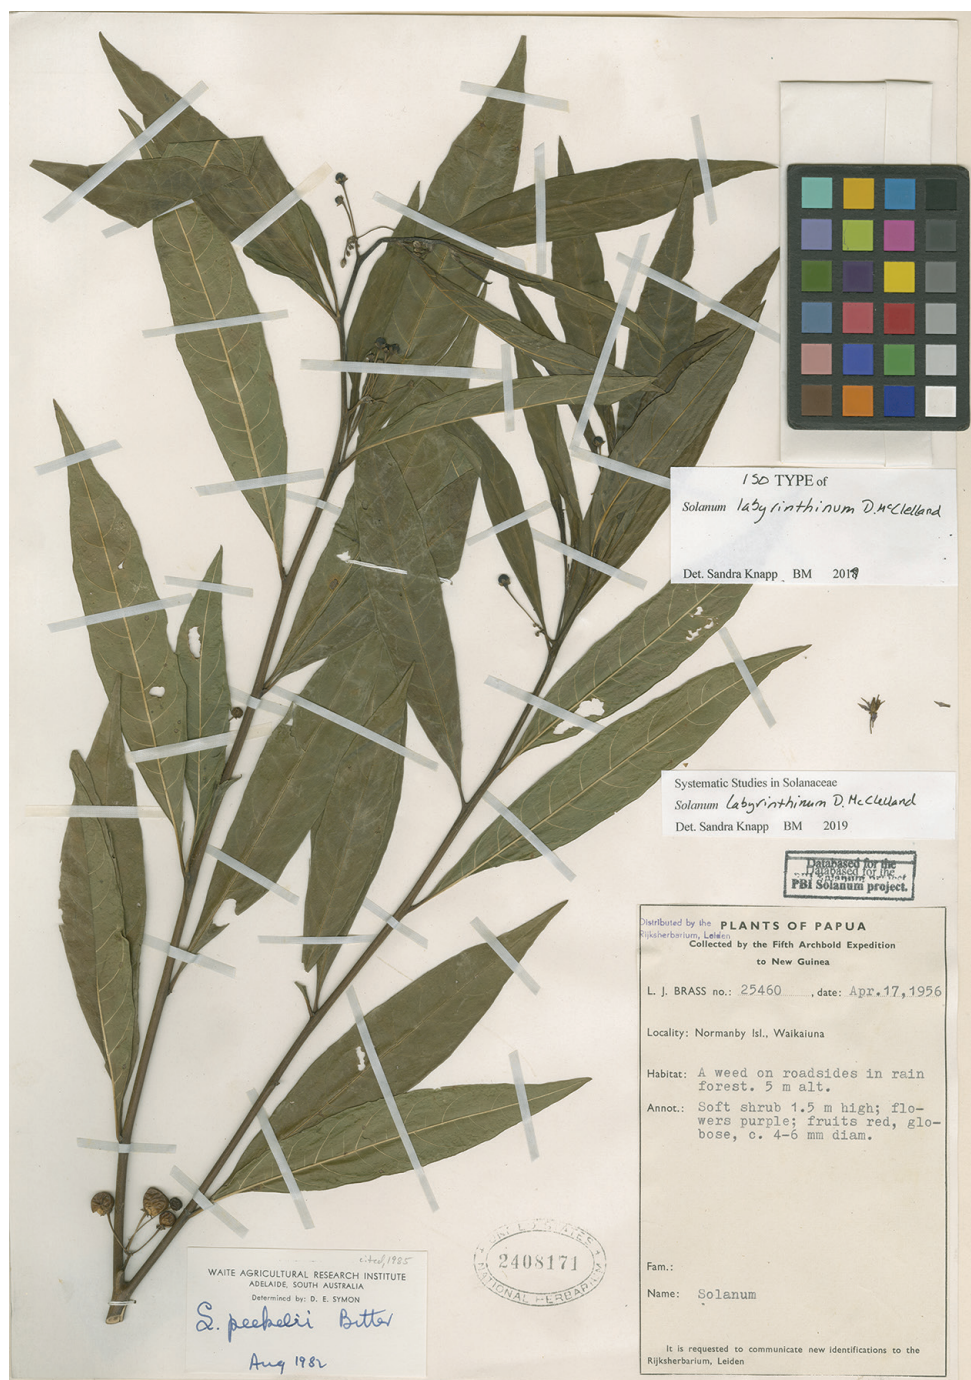 ISO TYPE of
Solanum labyrinthinum D. McClelland
Det. Sandra Knapp BM 2019
Systematic Studies in Solanaceae
Solanum labyrinthinum D. McClelland
Det. Sandra Knapp BM 2019
Databased for the
PBI Solanum project.
Distributed by the
Rijksherbarium, Leiden
PLANTS OF PAPUA
Collected by the Fifth Archbold Expedition
to New Guinea
L. J. BRASS no.: 25460 , date: Apr.17,1956
Locality: Normanby Isl., Waikaiuna
Habitat: A weed on roadsides in rain
forest. 5 m alt.
Annot.: Soft shrub 1.5 m high; flo-
wers purple; fruits red, glo-
bose, c. 4-6 mm diam.
Fam.:
Name: Solanum
It is requested to communicate new identifications to the
Rijksherbarium, Leiden
UNITED STATES
2408171
NATIONAL HERBARIUM
cited, 1985
WAITE AGRICULTURAL RESEARCH INSTITUTE
ADELAIDE, SOUTH AUSTRALIA
Determined by: D. E. SYMON
S. peekelii Bitter
Aug 1982